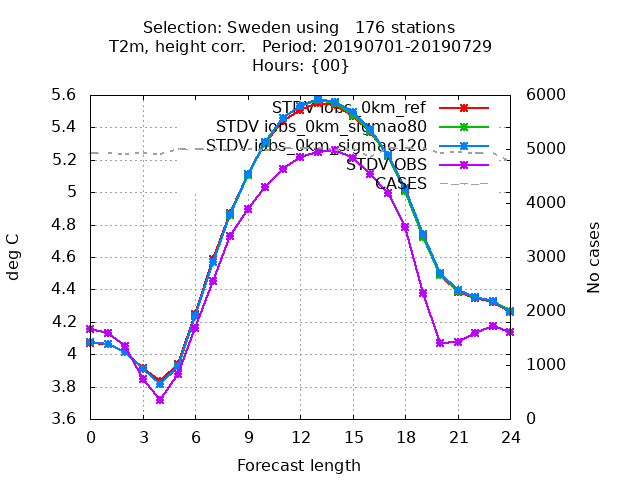 Selection: Sweden using   176 stations
T2m, height corr.   Period: 20190701-20190729
Hours: {00}
5.6
5.4
5.2
5
4.8
4.6
4.4
4.2
4
3.8
3.6
deg C
STDV iobs_0km_ref
STDV iobs_0km_sigmao80
STDV iobs_0km_sigmao120
STDV OBS
CASES
6000
5000
4000
3000
2000
1000
0
No cases
0 3 6 9 12 15 18 21 24
Forecast length